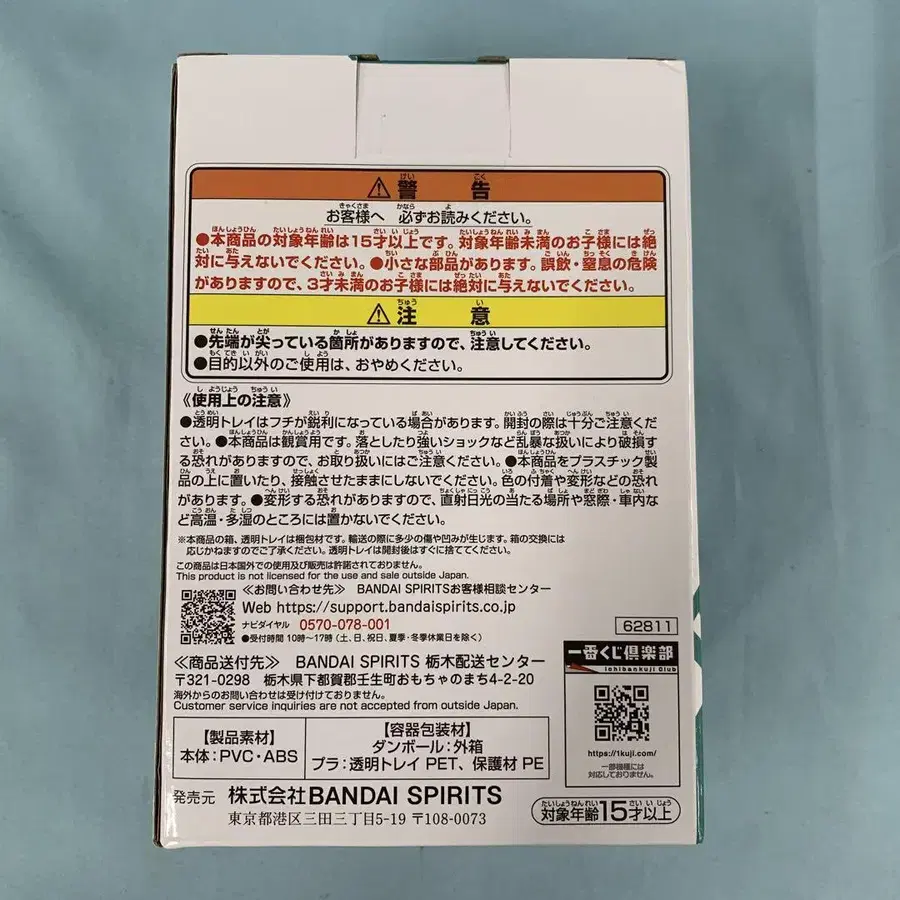 ⚠警告
お客様へ 必ずお読みください。
●本商品の対象年齢は15才以上です。対象年齢未満のお子様には絶
対に与えないでください。●小さな部品があります。誤飲・窒息の危険
がありますので、3才未満のお子様には絶対に与えないでください。
⚠注意
●先端が尖っている箇所がありますので、注意してください。
●目的以外のご使用は、おやめください。
《使用上の注意》
●透明トレイはフチが鋭利になっている場合があります。開封の際は十分ご注意くだ
さい。●本商品は観賞用です。落としたり強いショックなど乱暴な扱いにより破損す
る恐れがありますので、お取り扱いにはご注意ください。●本商品をプラスチック製
品の上に置いたり、接触させたままにしないでください。色の付着や変形などの恐れ
があります。●変形する恐れがありますので、直射日光の当たる場所や窓際・車内な
ど高温・多湿のところには置かないでください。
※本商品の箱、透明トレイは梱包材です。輸送の際に多少の傷や凹みが生じます。箱の交換には
応じかねますのでご了承ください。透明トレイは開封後はすぐに捨ててください。
この商品は日本国外での使用及び販売は許諾されておりません。
This product is not licensed for the use and sale outside Japan.
≪お問い合わせ先≫ BANDAI SPIRITSお客様相談センター
Web https://support.bandaispirits.co.jp
ナビダイヤル 0570-078-001
●受付時間 10時～17時 (土、日、祝日、夏季・冬季休業日を除く)
62811
≪商品送付先≫ BANDAI SPIRITS 栃木配送センター
〒321-0298 栃木県下都賀郡壬生町おもちゃのまち4-2-20
海外からのお問い合わせは受け付けておりません。
Customer service inquiries are not accepted from outside Japan.
一番くじ倶楽部
ichibankuji Club
https://1kuji.com/
一部機種には
対応しておりません。
【製品素材】
本体:PVC・ABS
【容器包装材】
ダンボール:外箱
プラ:透明トレイ PET、保護材 PE
発売元 株式会社BANDAI SPIRITS
東京都港区三田三丁目5-19 〒108-0073
対象年齢15才以上